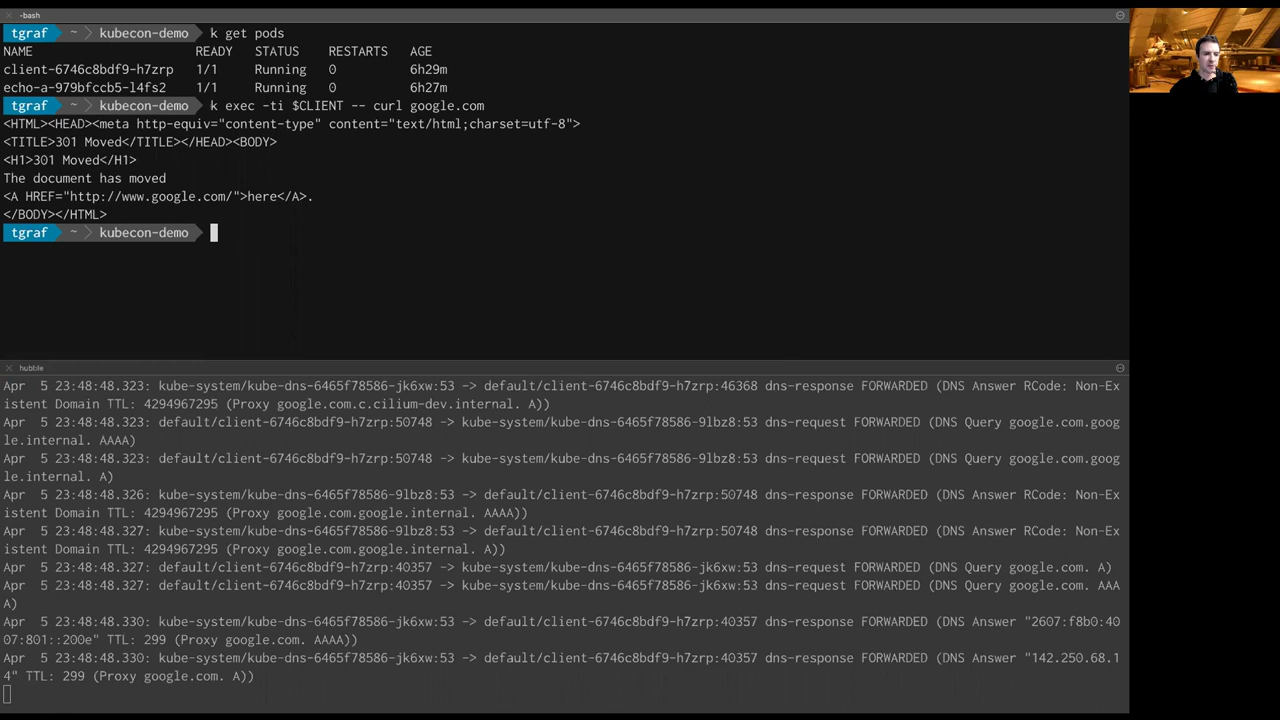 -bash
tgraf ~ kubecon-demo k get pods
NAME READY STATUS RESTARTS AGE
client-6746c8bdf9-h7zrp 1/1 Running 0 6h29m
echo-a-979bfccb5-l4fs2 1/1 Running 0 6h27m
tgraf ~ kubecon-demo k exec -ti $CLIENT -- curl google.com
<HTML><HEAD><meta http-equiv="content-type" content="text/html;charset=utf-8">
<TITLE>301 Moved</TITLE></HEAD><BODY>
<H1>301 Moved</H1>
The document has moved
<A HREF="http://www.google.com/">here</A>.
</BODY></HTML>
tgraf ~ kubecon-demo
hubble
Apr 5 23:48:48.323: kube-system/kube-dns-6465f78586-jk6xw:53 -> default/client-6746c8bdf9-h7zrp:46368 dns-response FORWARDED (DNS Answer RCode: Non-Ex
istent Domain TTL: 4294967295 (Proxy google.com.c.cilium-dev.internal. A))
Apr 5 23:48:48.323: default/client-6746c8bdf9-h7zrp:50748 -> kube-system/kube-dns-6465f78586-9lbz8:53 dns-request FORWARDED (DNS Query google.com.goog
le.internal. AAAA)
Apr 5 23:48:48.323: default/client-6746c8bdf9-h7zrp:50748 -> kube-system/kube-dns-6465f78586-9lbz8:53 dns-request FORWARDED (DNS Query google.com.goog
le.internal. A)
Apr 5 23:48:48.326: kube-system/kube-dns-6465f78586-9lbz8:53 -> default/client-6746c8bdf9-h7zrp:50748 dns-response FORWARDED (DNS Answer RCode: Non-Ex
istent Domain TTL: 4294967295 (Proxy google.com.google.internal. AAAA))
Apr 5 23:48:48.327: kube-system/kube-dns-6465f78586-9lbz8:53 -> default/client-6746c8bdf9-h7zrp:50748 dns-response FORWARDED (DNS Answer RCode: Non-Ex
istent Domain TTL: 4294967295 (Proxy google.com.google.internal. A))
Apr 5 23:48:48.327: default/client-6746c8bdf9-h7zrp:40357 -> kube-system/kube-dns-6465f78586-jk6xw:53 dns-request FORWARDED (DNS Query google.com. A)
Apr 5 23:48:48.327: default/client-6746c8bdf9-h7zrp:40357 -> kube-system/kube-dns-6465f78586-jk6xw:53 dns-request FORWARDED (DNS Query google.com. AAA
A)
Apr 5 23:48:48.330: kube-system/kube-dns-6465f78586-jk6xw:53 -> default/client-6746c8bdf9-h7zrp:40357 dns-response FORWARDED (DNS Answer "2607:f8b0:40
07:801::200e" TTL: 299 (Proxy google.com. AAAA))
Apr 5 23:48:48.330: kube-system/kube-dns-6465f78586-jk6xw:53 -> default/client-6746c8bdf9-h7zrp:40357 dns-response FORWARDED (DNS Answer "142.250.68.1
4" TTL: 299 (Proxy google.com. A))